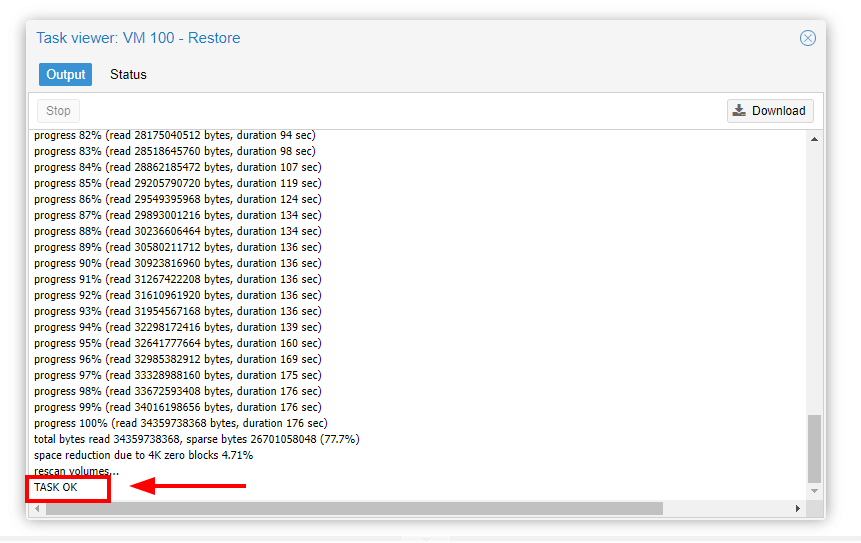 Task viewer: VM 100 - Restore
Output Status
Stop Download
progress 82% (read 28175040512 bytes, duration 94 sec)
progress 83% (read 28518645760 bytes, duration 98 sec)
progress 84% (read 28862185472 bytes, duration 107 sec)
progress 85% (read 29205790720 bytes, duration 119 sec)
progress 86% (read 29549395968 bytes, duration 124 sec)
progress 87% (read 29893001216 bytes, duration 134 sec)
progress 88% (read 30236606464 bytes, duration 134 sec)
progress 89% (read 30580211712 bytes, duration 136 sec)
progress 90% (read 30923816960 bytes, duration 136 sec)
progress 91% (read 31267422208 bytes, duration 136 sec)
progress 92% (read 31610961920 bytes, duration 136 sec)
progress 93% (read 31954567168 bytes, duration 136 sec)
progress 94% (read 32298172416 bytes, duration 139 sec)
progress 95% (read 32641777664 bytes, duration 160 sec)
progress 96% (read 32985382912 bytes, duration 169 sec)
progress 97% (read 33328988160 bytes, duration 175 sec)
progress 98% (read 33672593408 bytes, duration 176 sec)
progress 99% (read 34016198656 bytes, duration 176 sec)
progress 100% (read 34359738368 bytes, duration 176 sec)
total bytes read 34359738368, sparse bytes 26701058048 (77.7%)
space reduction due to 4K zero blocks 4.71%
rescan volumes...
TASK OK